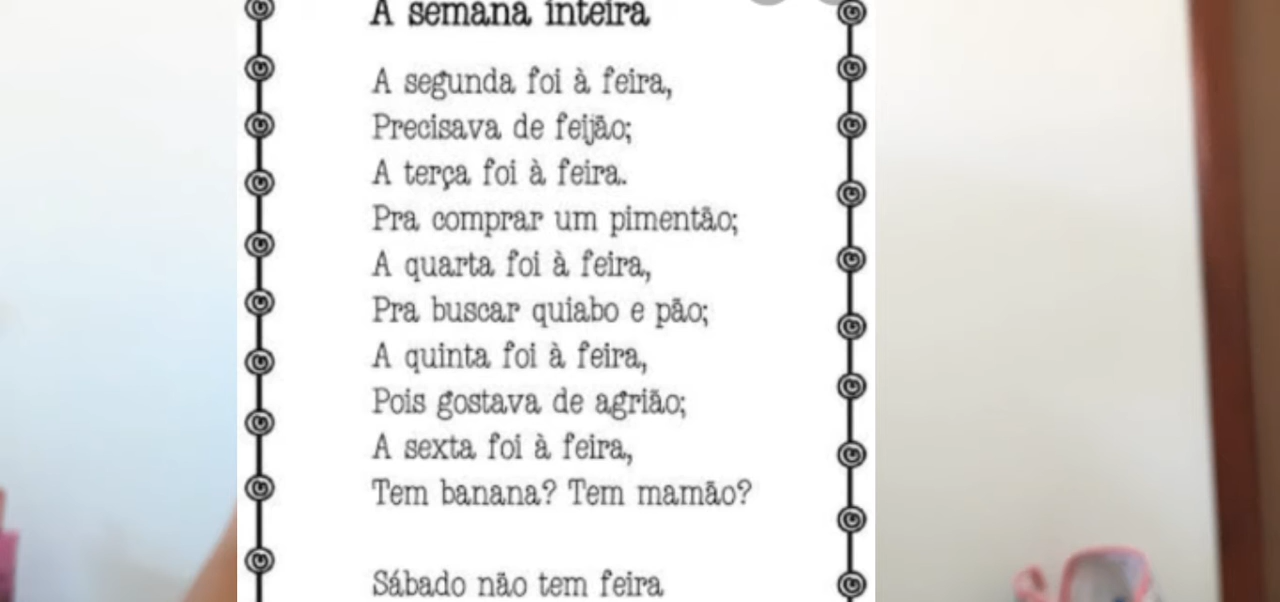 A semana inteira
A segunda foi à feira,
Precisava de feijão;
A terça foi à feira.
Pra comprar um pimentão;
A quarta foi à feira,
Pra buscar quiabo e pão;
A quinta foi à feira,
Pois gostava de agrião;
A sexta foi à feira,
Tem banana? Tem mamão?
Sábado não tem feira